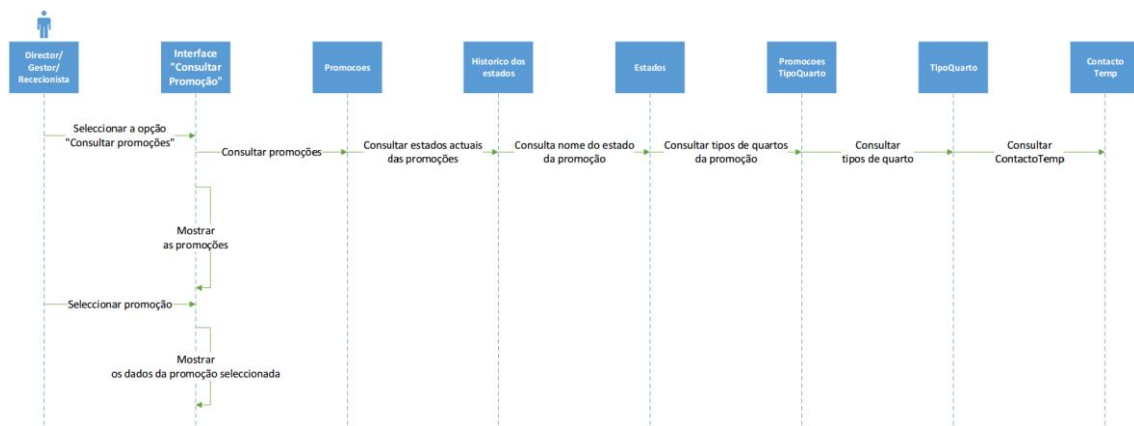 Director/
Gestor/
Rececionista
Interface
"Consultar
Promoção"
Promocoes
Historico dos
estados
Estados
Promocoes
TipoQuarto
TipoQuarto
Contacto
Temp
Seleccionar a opção
"Consultar promoções"
Consultar promoções
Consultar estados actuais
das promoções
Consulta nome do estado
da promoção
Consultar tipos de quartos
da promoção
Consultar
tipos de quarto
Consultar
ContactoTemp
Mostrar
as promoções
Seleccionar promoção
Mostrar
os dados da promoção seleccionada